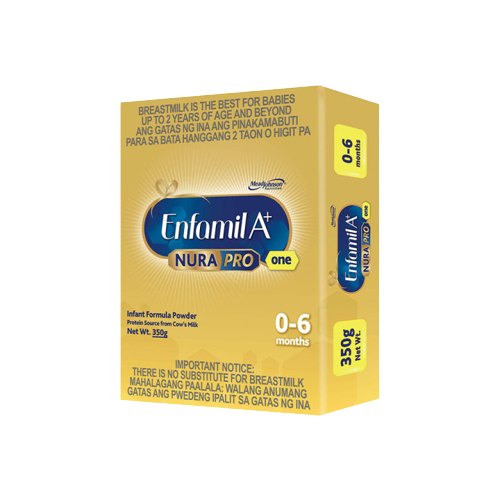 BREASTMILK IS THE BEST FOR BABIES
UP TO 2 YEARS OF AGE AND BEYOND
ANG GATAS NG INA ANG PINAKAMABUTI
PARA SA BATA HANGGANG 2 TAON O HIGIT PA
MeadJohnson
Enfamil A+
NURA PRO one
Infant Formula Powder
Protein Source from Cow's Milk
Net Wt. 350g
0-6
months
IMPORTANT NOTICE:
THERE IS NO SUBSTITUTE FOR BREASTMILK
MAHALAGANG PAALALA: WALANG ANUMANG
GATAS ANG PWEDENG IPALIT SA GATAS NG INA
0-6
months
Enfamil A+
NURA PRO
one
350g
Net Wt.